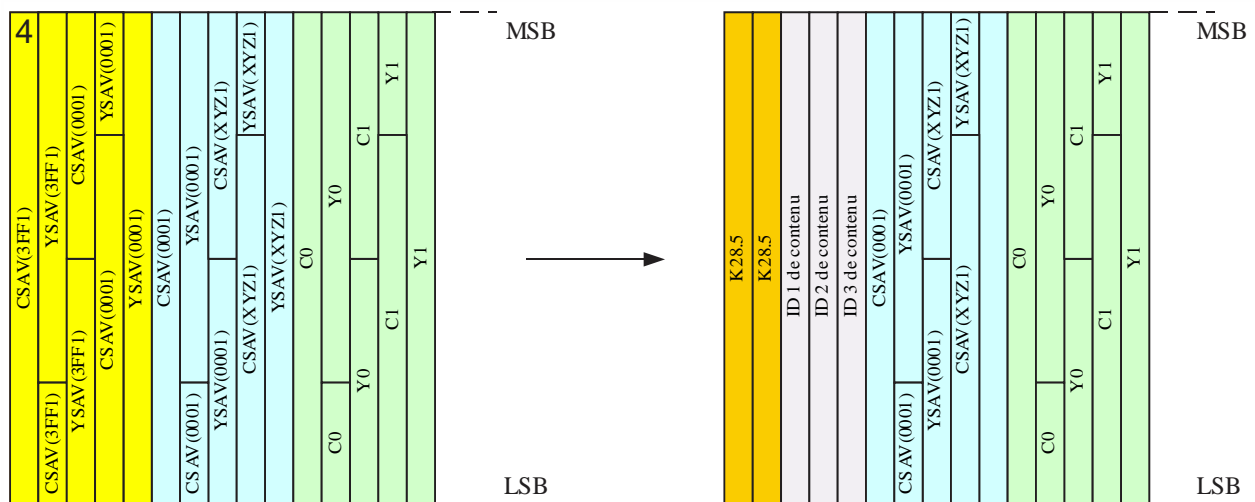 4
CSAV(3FF1)
YSAV(3FF1)
CSAV(3FF1)
CSAV(0001)
YSAV(3FF1)
YSAV(0001)
CSAV(0001)
YSAV(0001)
CSAV(0001)
YSAV(0001)
CS AV(0001)
CSAV(XYZ1)
YSAV(0001)
YSAV(XYZ1)
CSAV(XYZ1)
YSAV(XYZ1)
C0
Y0
C0
C1
Y0
Y1
C1
Y1
MSB
LSB
K28.5
K28.5
ID 1 de contenu
ID 2 de contenu
ID 3 de contenu
CSAV(0001)
YSAV(0001)
CS AV(0001)
CSAV(XYZ1)
YSAV(0001)
YSAV(XYZ1)
CSAV(XYZ1)
C0
Y0
C0
C1
Y0
Y1
C1
Y1
MSB
LSB